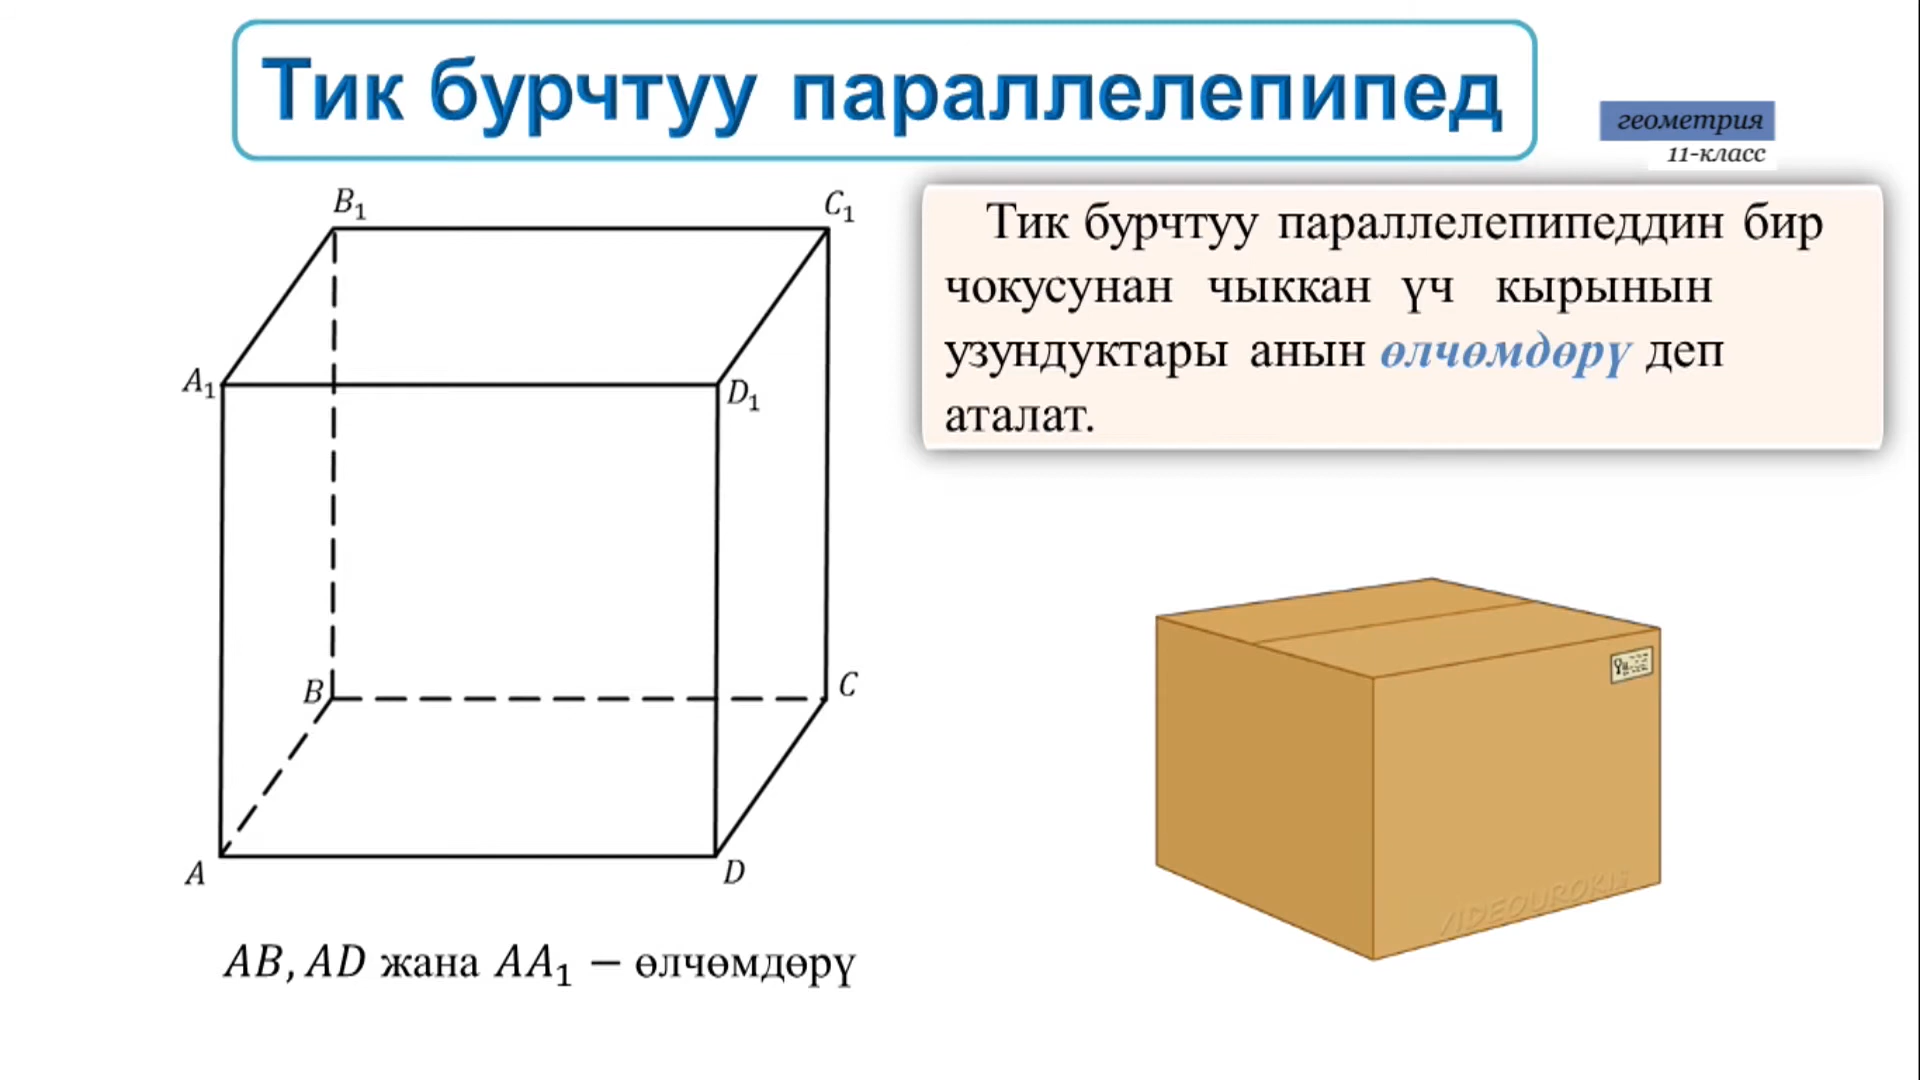 Тик бурчтуу параллелепипед
геометрия
11-класс
Тик бурчтуу параллелепипеддин бир
чокусунан чыккан үч кырынын
узундуктары анын өлчөмдөрү деп
аталат.
B₁
C₁
A₁
D₁
B
C
A
D
AB, AD жана AA₁ − өлчөмдөрү